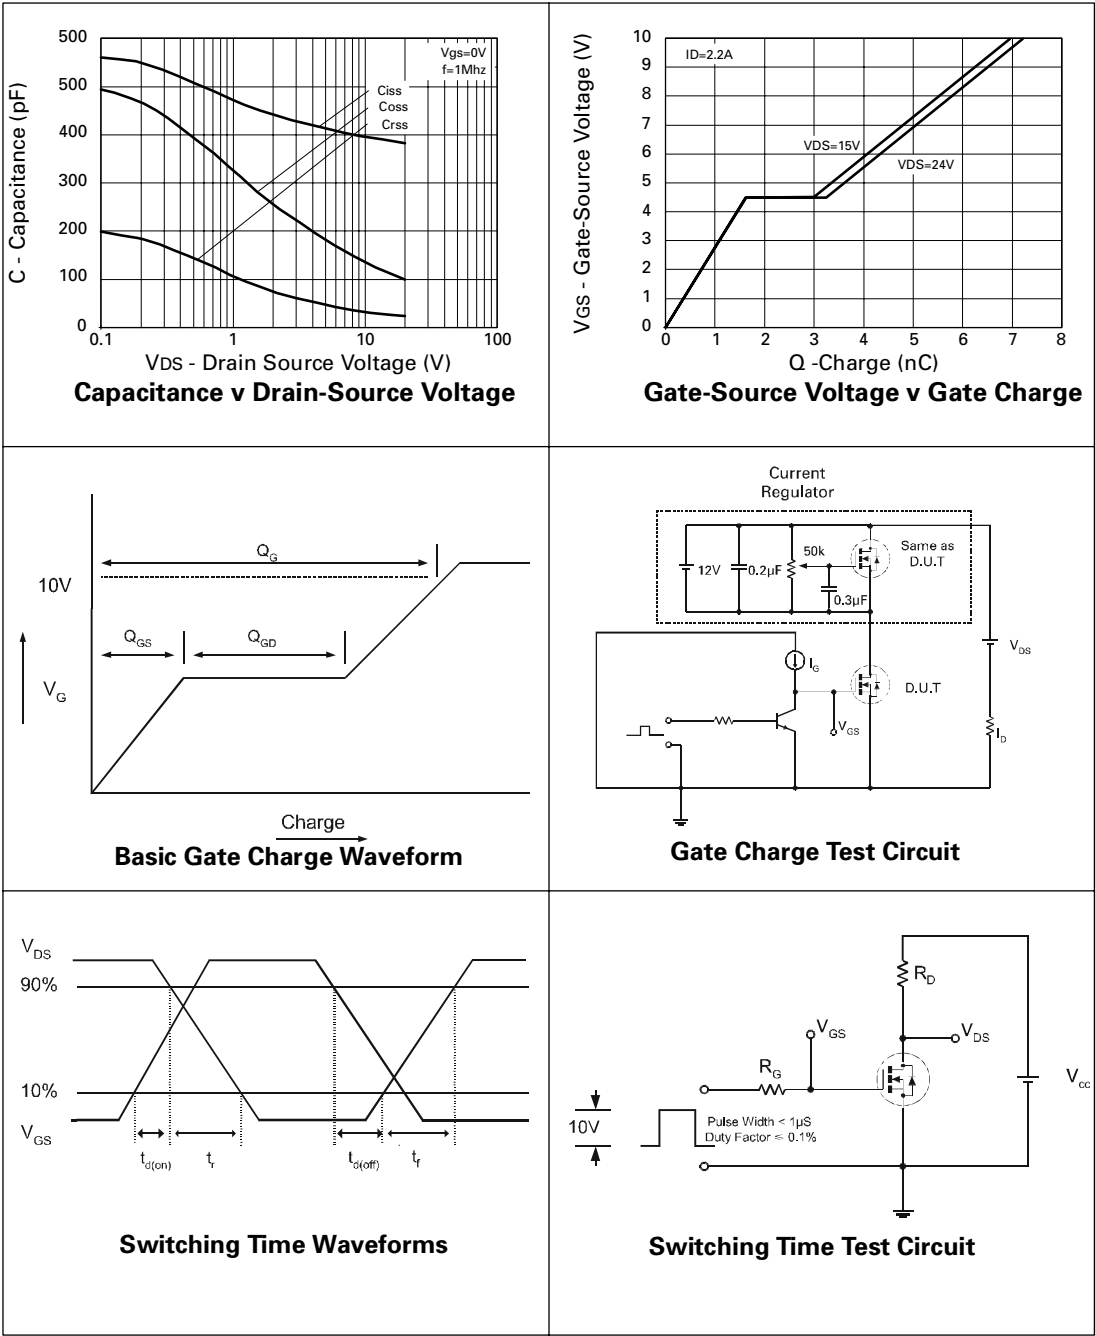 500
500
400
300
200
100
0
0.1
1
10
100
Vgs=0V
f=1Mhz
Ciss
Coss
Crss
C - Capacitance (pF)
VDS - Drain Source Voltage (V)
Capacitance v Drain-Source Voltage
10
9
8
7
6
5
4
3
2
1
0
0 1 2 3 4 5 6 7 8
ID=2.2A
VDS=15V
VDS=24V
VGS - Gate-Source Voltage (V)
Q -Charge (nC)
Gate-Source Voltage v Gate Charge
QG
10V
QGS
QGD
VG
Charge
Basic Gate Charge Waveform
Current
Regulator
12V
0.2µF
50k
Same as
D.U.T
0.3µF
VDS
IG
D.U.T
VGS
ID
Gate Charge Test Circuit
VDS
90%
10%
VGS
td(on)
tr
td(off)
tf
Switching Time Waveforms
RD
VGS
VDS
RG
Vcc
10V
Pulse Width < 1µS
Duty Factor ≤ 0.1%
Switching Time Test Circuit